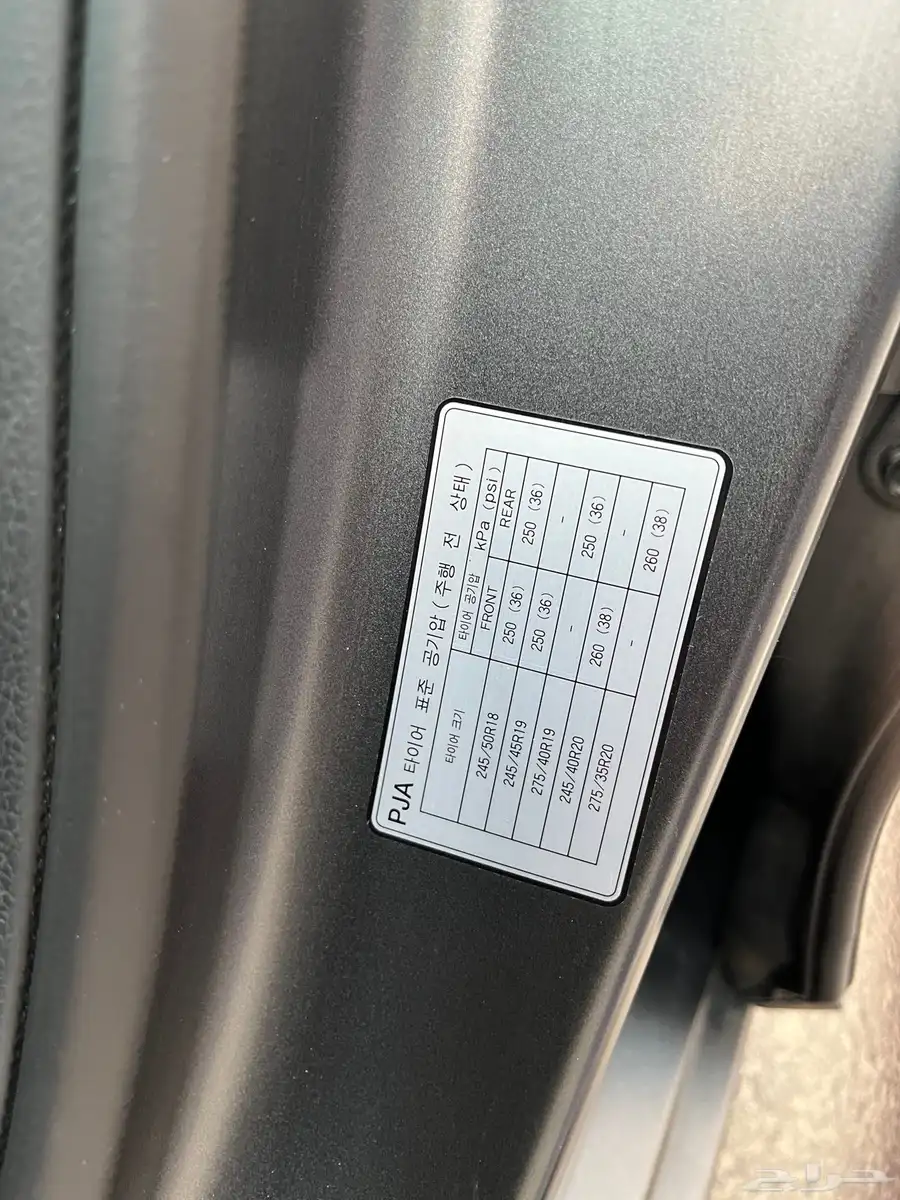 PJA 타이어 표준 공기압 ( 주행 전 상태 )
타이어 크기 타이어 공기압 kPa (psi)
FRONT REAR
245/50R18 250 (36) 250 (36)
245/45R19 250 (36) -
275/40R19 - 250 (36)
245/40R20 260 (38) -
275/35R20 - 260 (38)
حراج